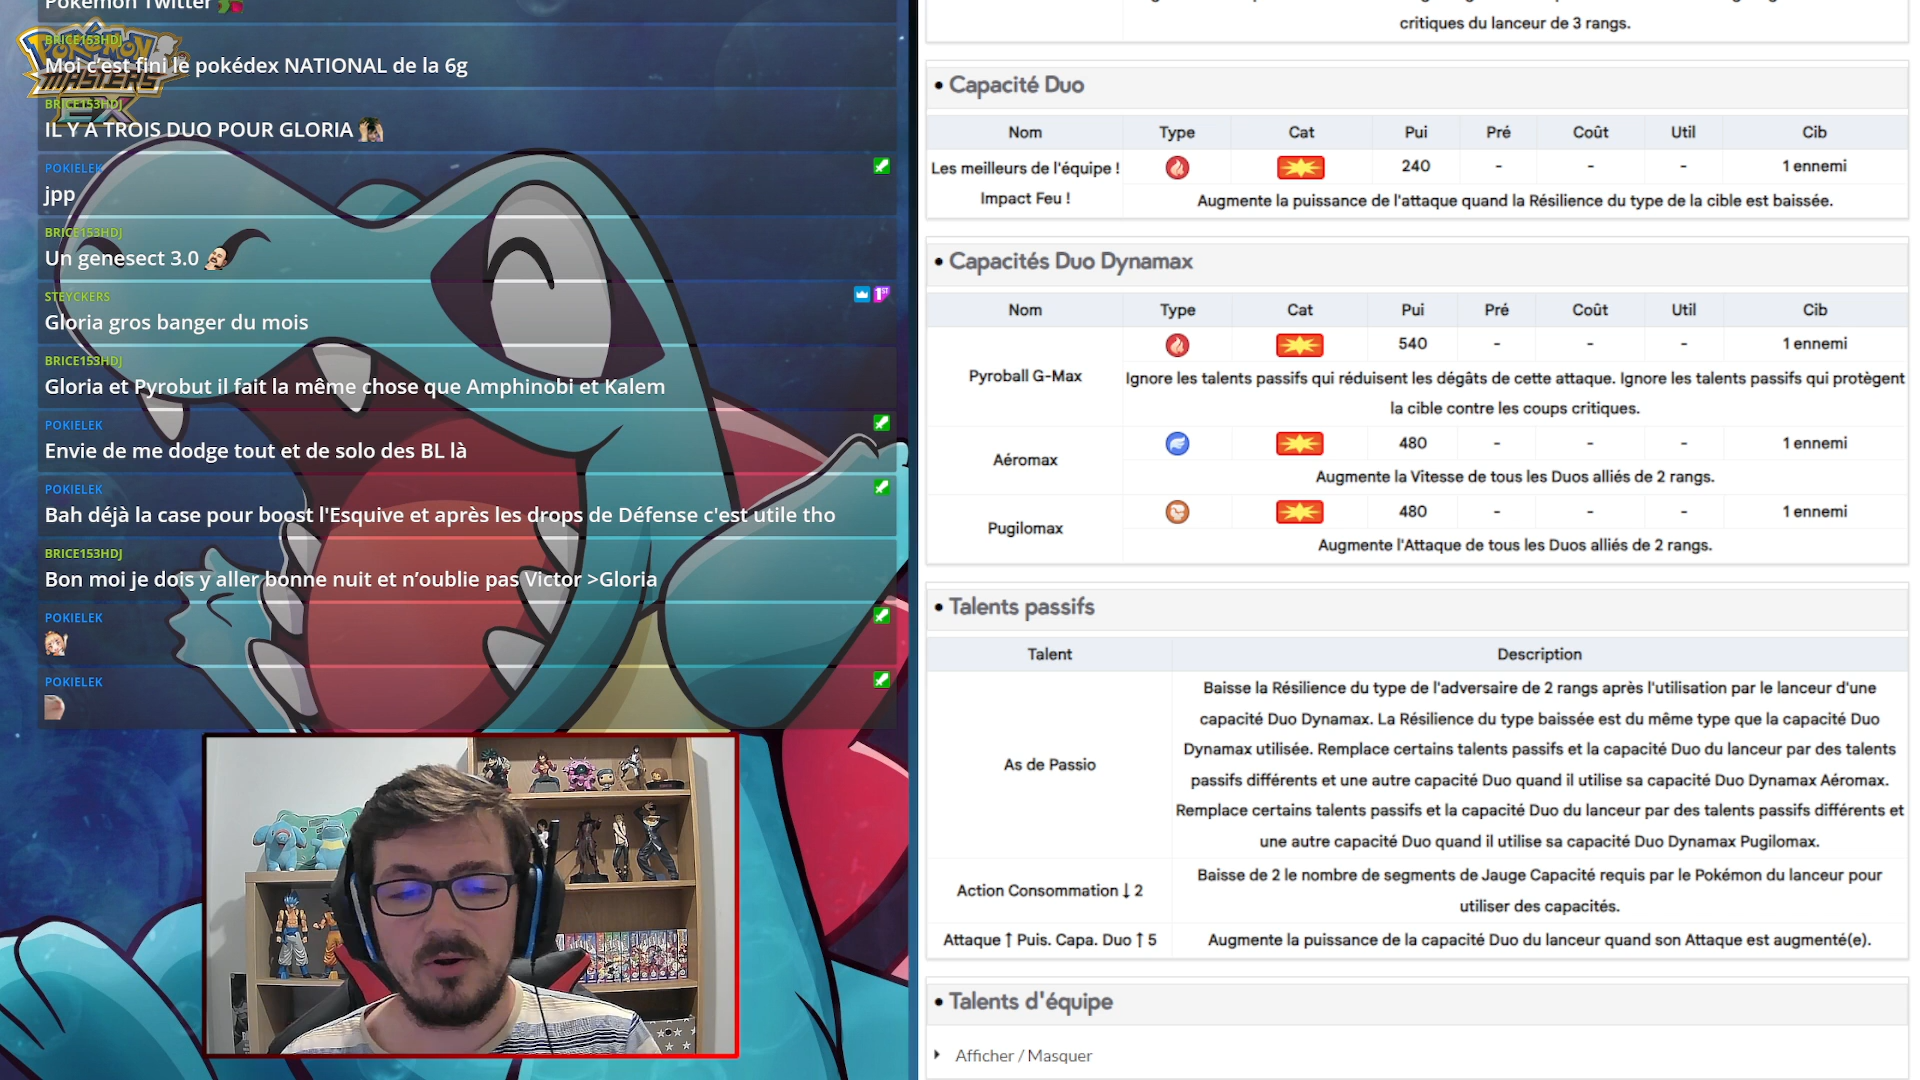 Pokémon Twitter
BRICE153HDJ
Moi c'est fini le pokédex NATIONAL de la 6g
BRICE153HDJ
IL Y A TROIS DUO POUR GLORIA
POKIELEK
jpp
BRICE153HDJ
Un genesect 3.0
STEYCKERS
1ST
Gloria gros banger du mois
BRICE153HDJ
Gloria et Pyrobut il fait la même chose que Amphinobi et Kalem
POKIELEK
Envie de me dodge tout et de solo des BL là
POKIELEK
Bah déjà la case pour boost l'Esquive et après les drops de Défense c'est utile tho
BRICE153HDJ
Bon moi je dois y aller bonne nuit et n'oublie pas Victor >Gloria
POKIELEK
POKIELEK
POKÉMON
MASTERS
EX
critiques du lanceur de 3 rangs.
• Capacité Duo
Nom Type Cat Pui Pré Coût Util Cib
Les meilleurs de l'équipe ! 240 - - - 1 ennemi
Impact Feu ! Augmente la puissance de l'attaque quand la Résilience du type de la cible est baissée.
• Capacités Duo Dynamax
Nom Type Cat Pui Pré Coût Util Cib
540 - - - 1 ennemi
Pyroball G-Max Ignore les talents passifs qui réduisent les dégâts de cette attaque. Ignore les talents passifs qui protègent
la cible contre les coups critiques.
480 - - - 1 ennemi
Aéromax
Augmente la Vitesse de tous les Duos alliés de 2 rangs.
480 - - - 1 ennemi
Pugilomax
Augmente l'Attaque de tous les Duos alliés de 2 rangs.
• Talents passifs
Talent Description
Baisse la Résilience du type de l'adversaire de 2 rangs après l'utilisation par le lanceur d'une
capacité Duo Dynamax. La Résilience du type baissée est du même type que la capacité Duo
Dynamax utilisée. Remplace certains talents passifs et la capacité Duo du lanceur par des talents
As de Passio
passifs différents et une autre capacité Duo quand il utilise sa capacité Duo Dynamax Aéromax.
Remplace certains talents passifs et la capacité Duo du lanceur par des talents passifs différents et
une autre capacité Duo quand il utilise sa capacité Duo Dynamax Pugilomax.
Action Consommation ↓ 2 Baisse de 2 le nombre de segments de Jauge Capacité requis par le Pokémon du lanceur pour
utiliser des capacités.
Attaque ↑ Puis. Capa. Duo ↑ 5 Augmente la puissance de la capacité Duo du lanceur quand son Attaque est augmenté(e).
• Talents d'équipe
Afficher / Masquer